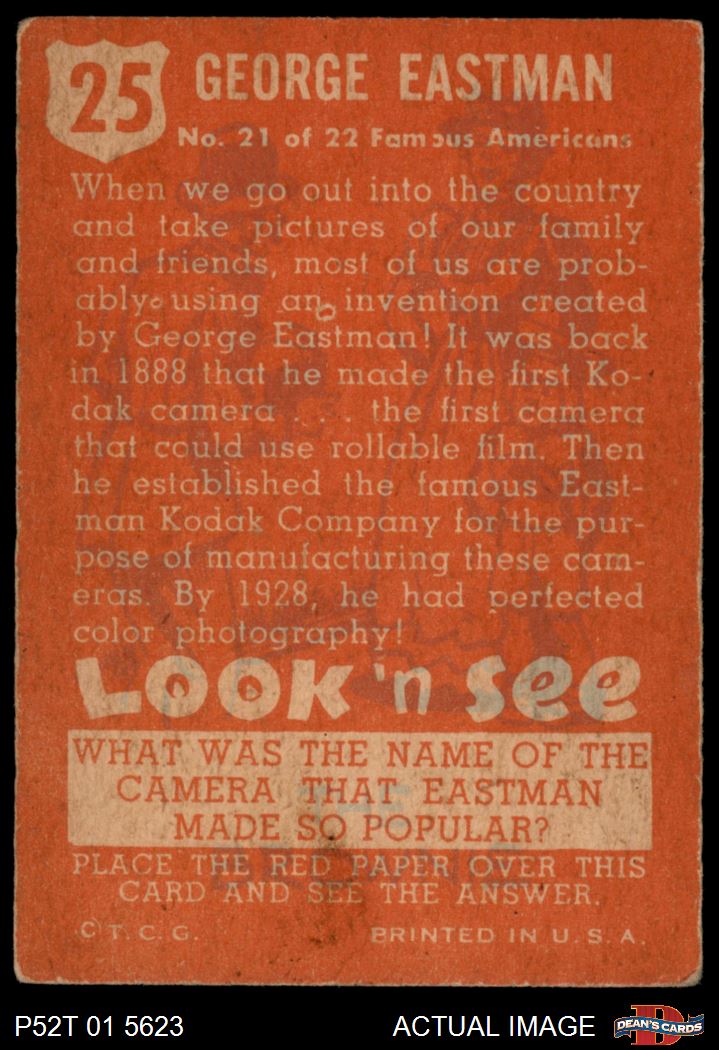 25
GEORGE EASTMAN
No. 21 of 22 Famous Americans
When we go out into the country
and take pictures of our family
and friends, most of us are prob-
ably using an invention created
by George Eastman! It was back
in 1888 that he made the first Ko-
dak camera . . . the first camera
that could use rollable film. Then
he established the famous East-
man Kodak Company for the pur-
pose of manufacturing these cam-
eras. By 1928, he had perfected
color photography!
LOOK 'n SEE
WHAT WAS THE NAME OF THE
CAMERA THAT EASTMAN
MADE SO POPULAR?
PLACE THE RED PAPER OVER THIS
CARD AND SEE THE ANSWER.
© T. C. G. PRINTED IN U. S. A.
P52T 01 5623 ACTUAL IMAGE D DEAN'S CARDS